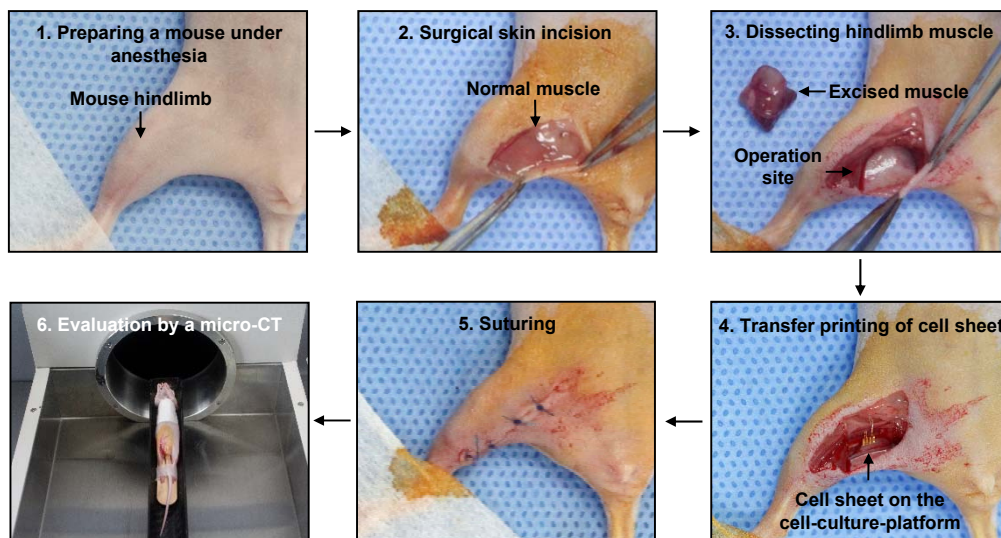 1. Preparing a mouse under
anesthesia
Mouse hindlimb
2. Surgical skin incision
Normal muscle
3. Dissecting hindlimb muscle
Excised muscle
Operation
site
4. Transfer printing of cell sheet
Cell sheet on the
cell-culture-platform
5. Suturing
6. Evaluation by a micro-CT